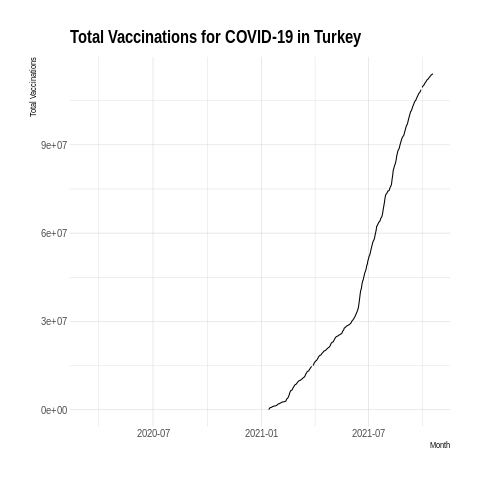 Total Vaccinations for COVID-19 in Turkey
Total Vaccinations
9e+07
6e+07
3e+07
0e+00
2020-07 2021-01 2021-07
Month